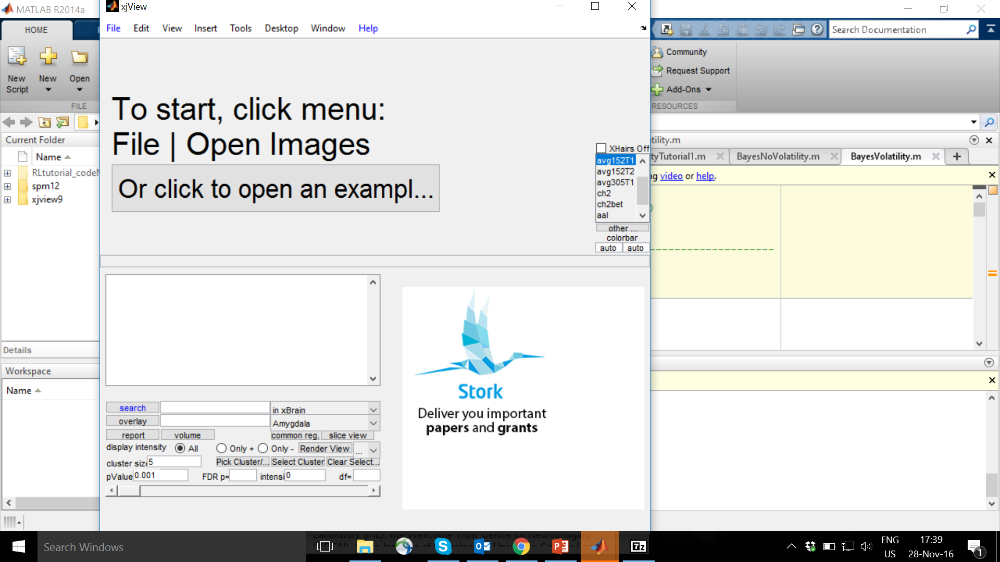 MATLAB R2014a
xjView
HOME
File Edit View Insert Tools Desktop Window Help
Search Documentation
New Script
New
Open
FILE
Community
Request Support
Add-Ons
RESOURCES
To start, click menu:
File | Open Images
Or click to open an exampl...
Current Folder
Name
RLtutorial_code
spm12
xjview9
Details
Workspace
Name
XHairs Off
avg152T1
avg152T2
avg305T1
ch2
ch2bet
aal
other ...
colorbar
auto auto
tility.m
tyTutorial1.m BayesNoVolatility.m BayesVolatility.m
video or help.
search in xBrain
overlay Amygdala
report volume common reg. slice view
display intensity All Only + Only - Render View ...
cluster siz 5 Pick Cluster/... Select Cluster Clear Select...
pValue 0.001 FDR p= intensi 0 df=
Stork
Deliver you important
papers and grants
Search Windows
7z
ENG
US
17:39
28-Nov-16
1